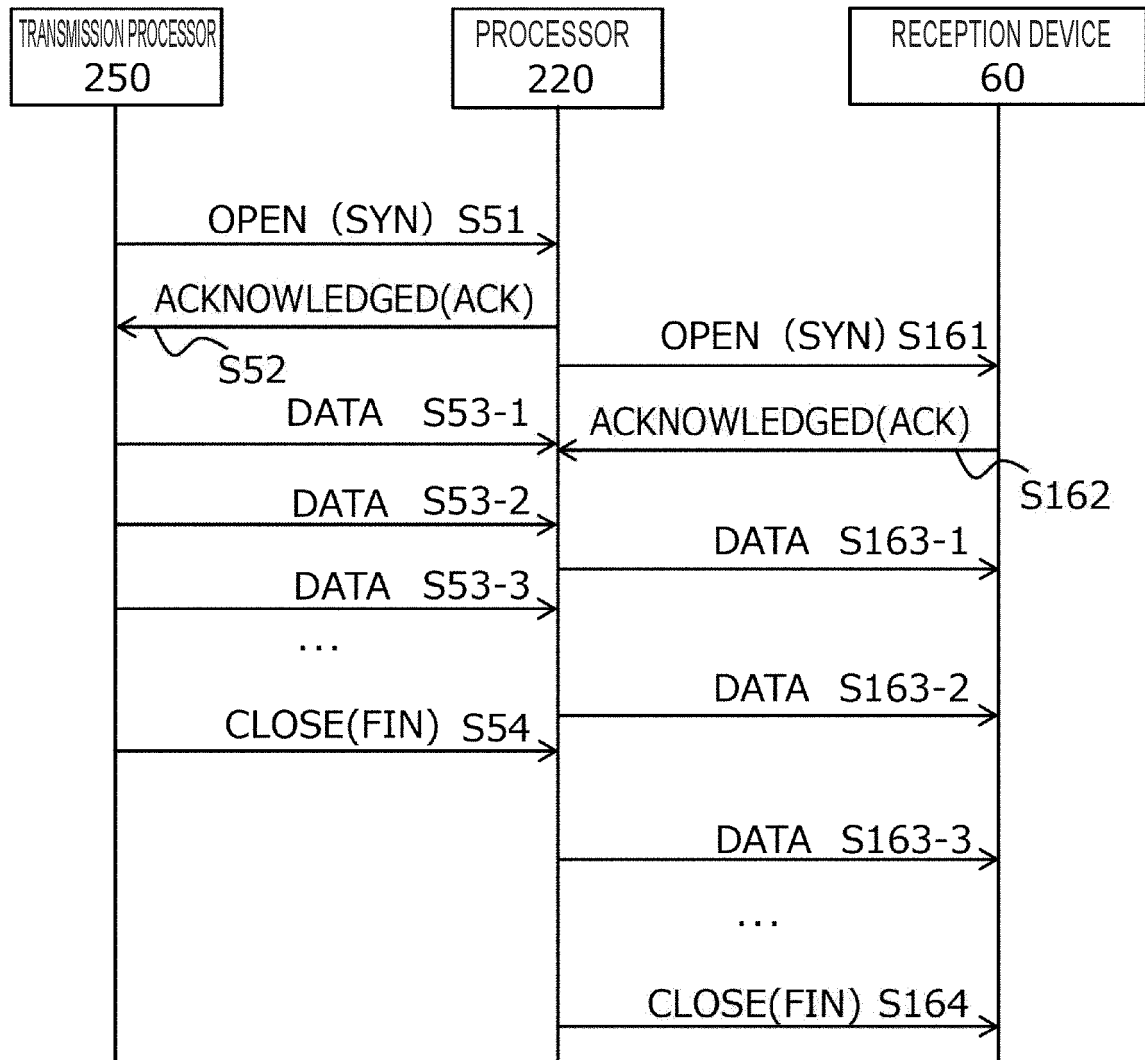 TRANSMISSION PROCESSOR
250
PROCESSOR
220
RECEPTION DEVICE
60
OPEN (SYN) S51
ACKNOWLEDGED(ACK)
S52
OPEN (SYN) S161
DATA S53-1
ACKNOWLEDGED(ACK)
S162
DATA S53-2
DATA S163-1
DATA S53-3
...
DATA S163-2
CLOSE(FIN) S54
DATA S163-3
...
CLOSE(FIN) S164